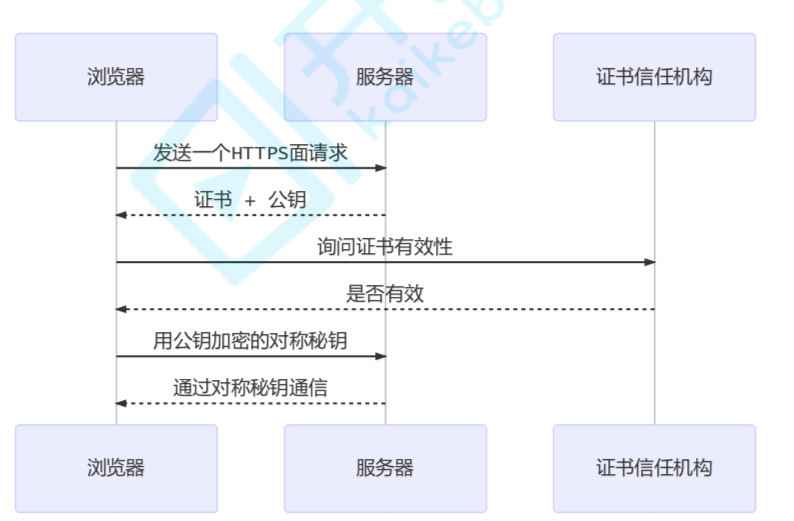 浏览器
服务器
证书信任机构
发送一个HTTPS面请求
证书 + 公钥
询问证书有效性
是否有效
用公钥加密的对称秘钥
通过对称秘钥通信
浏览器
服务器
证书信任机构